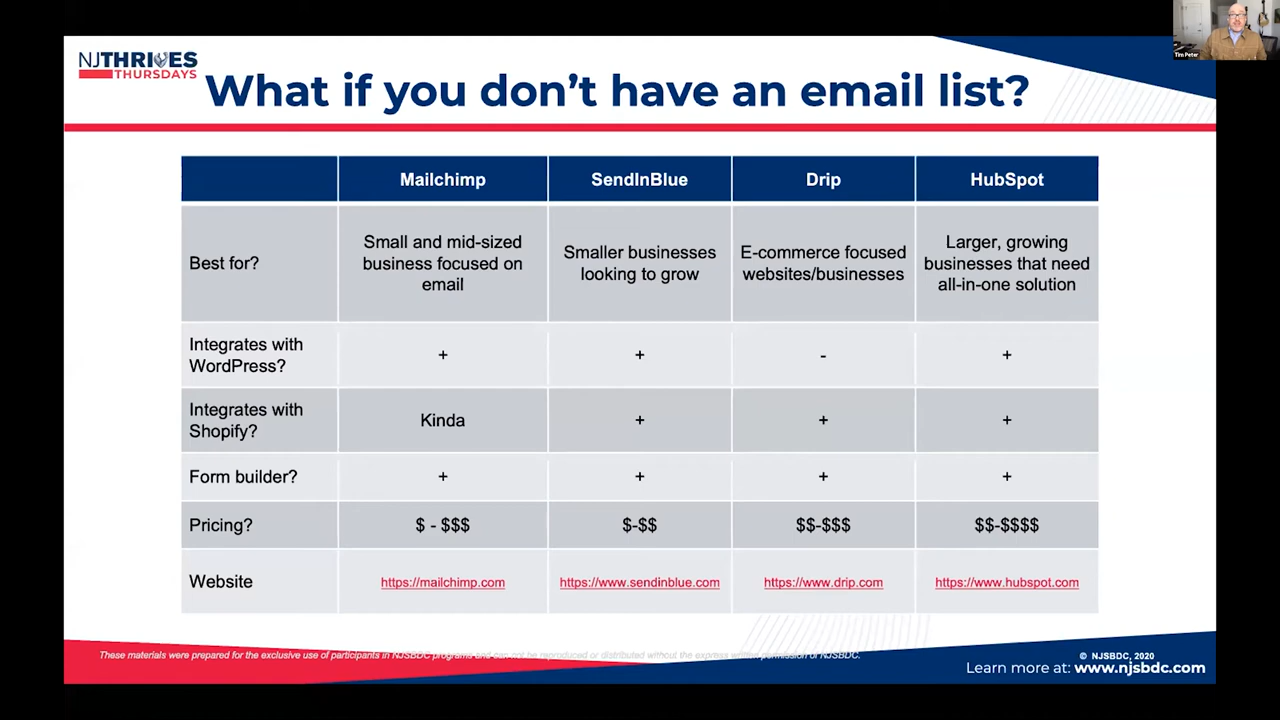 NJTHRIVES
THURSDAYS
Tim Peter
What if you don't have an email list?
Mailchimp
SendInBlue
Drip
HubSpot
Best for?
Small and mid-sized
business focused on
email
Smaller businesses
looking to grow
E-commerce focused
websites/businesses
Larger, growing
businesses that need
all-in-one solution
Integrates with
WordPress?
+
+
-
+
Integrates with
Shopify?
Kinda
+
+
+
Form builder?
+
+
+
+
Pricing?
$ - $$$
$-$$
$$-$$$
$$-$$$$
Website
https://mailchimp.com
https://www.sendinblue.com
https://www.drip.com
https://www.hubspot.com
These materials were prepared for the exclusive use of participants in NJSBDC programs and can not be reproduced or distributed without the express written permission of NJSBDC.
© NJSBDC, 2020
Learn more at: www.njsbdc.com